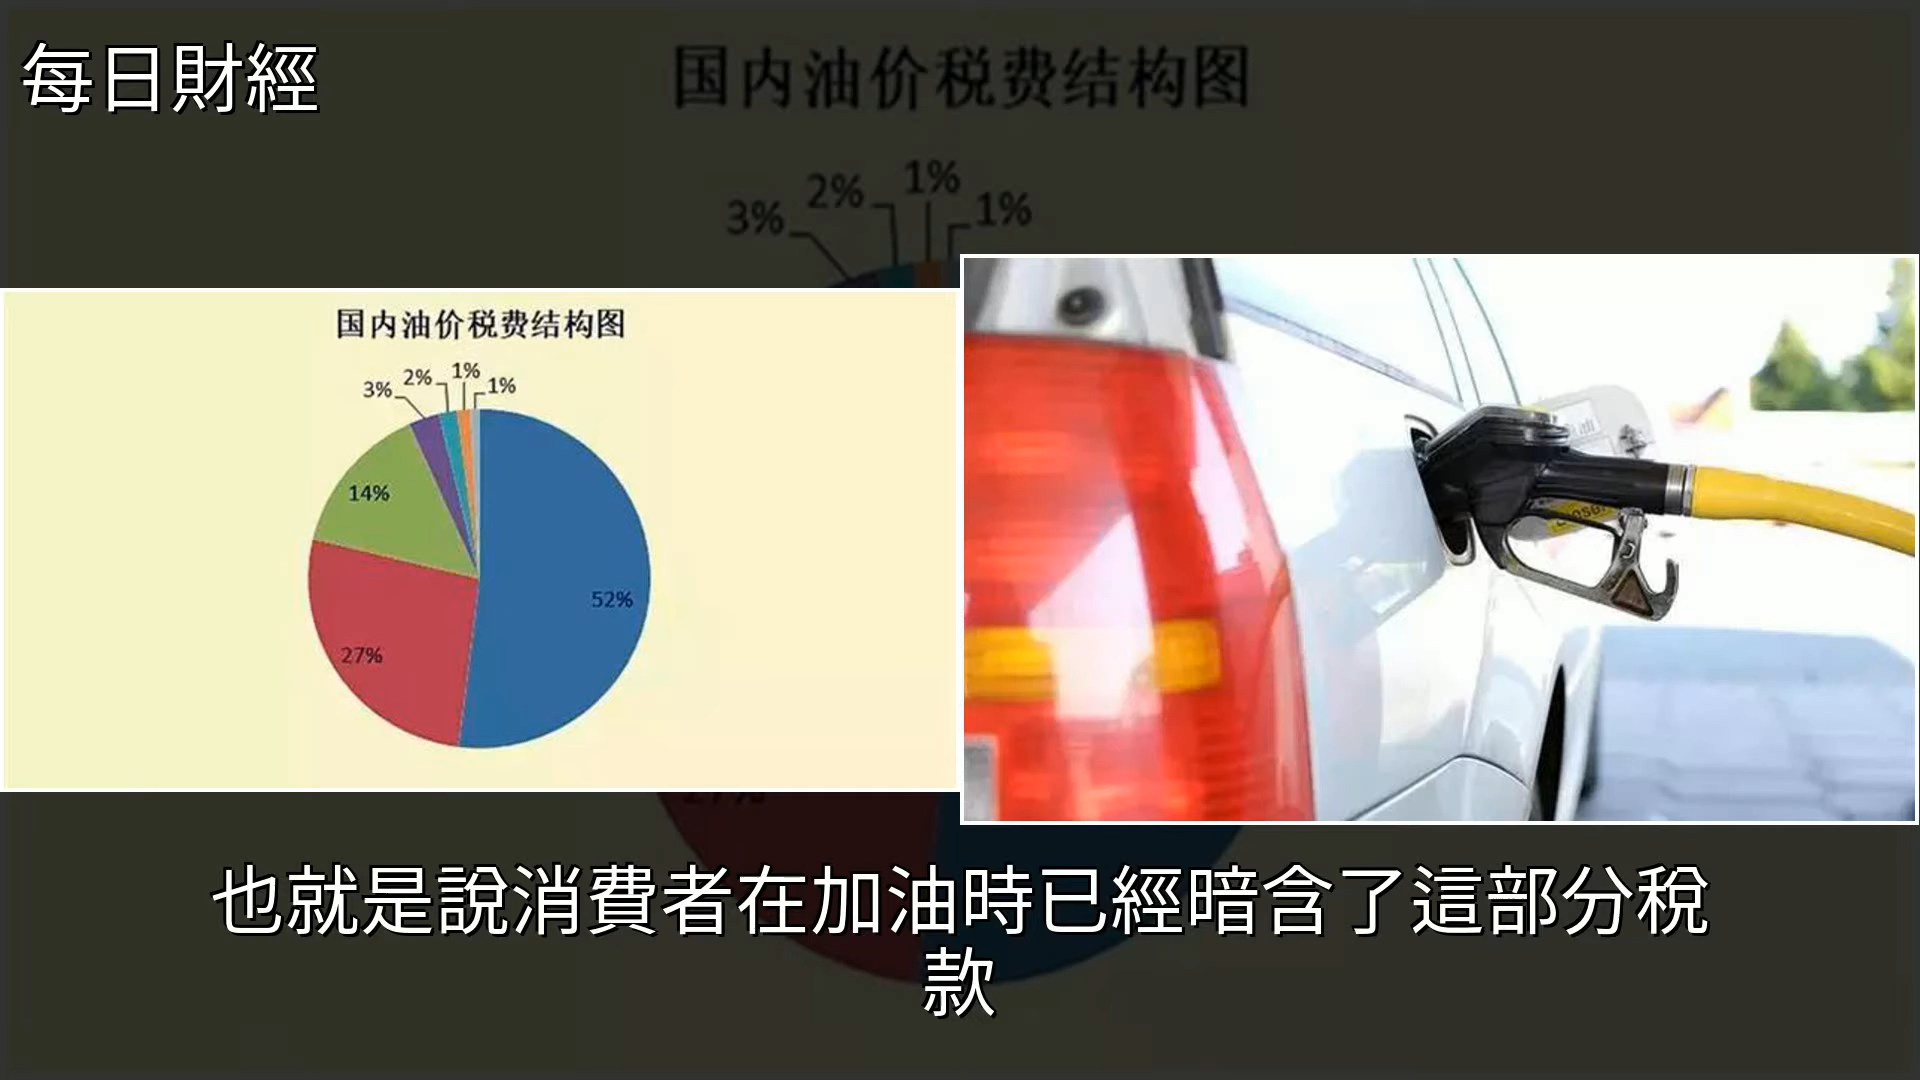 每日財經
国内油价税费结构图
3%
2%
1%
1%
国内油价税费结构图
3%
2%
1%
1%
14%
52%
27%
27%
也就是說消費者在加油時已經暗含了這部分稅
款